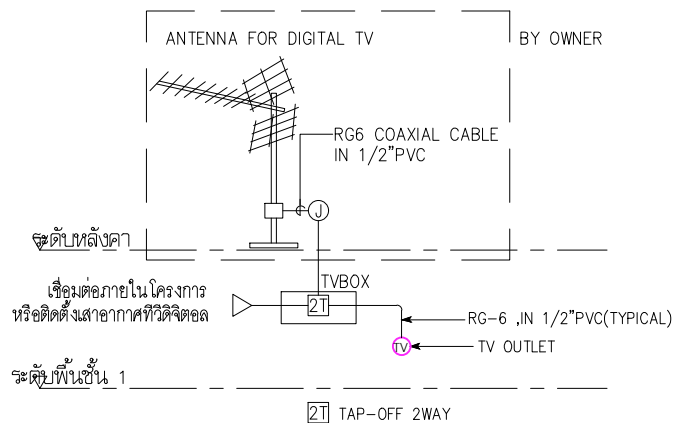 ANTENNA FOR DIGITAL TV
BY OWNER
RG6 COAXIAL CABLE
IN 1/2"PVC
J
ระดับหลังคา
TVBOX
เชื่อมต่อภายในโครงการ
หรือติดตั้งเสาอากาศทีวีดิจิตอล
2T
RG-6 ,IN 1/2"PVC(TYPICAL)
TV
TV OUTLET
ระดับพื้นชั้น 1
2T TAP-OFF 2WAY